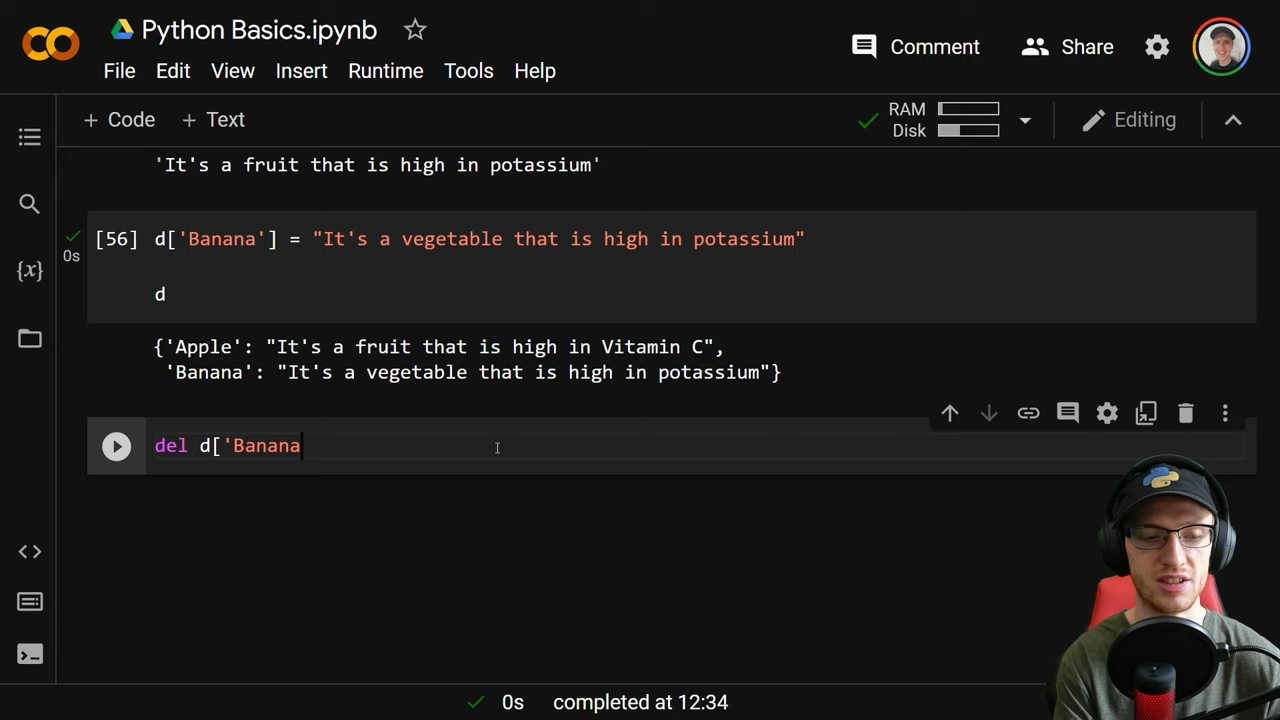 Python Basics.ipynb
Comment
Share
File Edit View Insert Runtime Tools Help
+ Code + Text
RAM
Disk
Editing
'It's a fruit that is high in potassium'
[56] d['Banana'] = "It's a vegetable that is high in potassium"
0s
{x}
d
{'Apple': "It's a fruit that is high in Vitamin C",
'Banana': "It's a vegetable that is high in potassium"}
del d['Banana
0s completed at 12:34